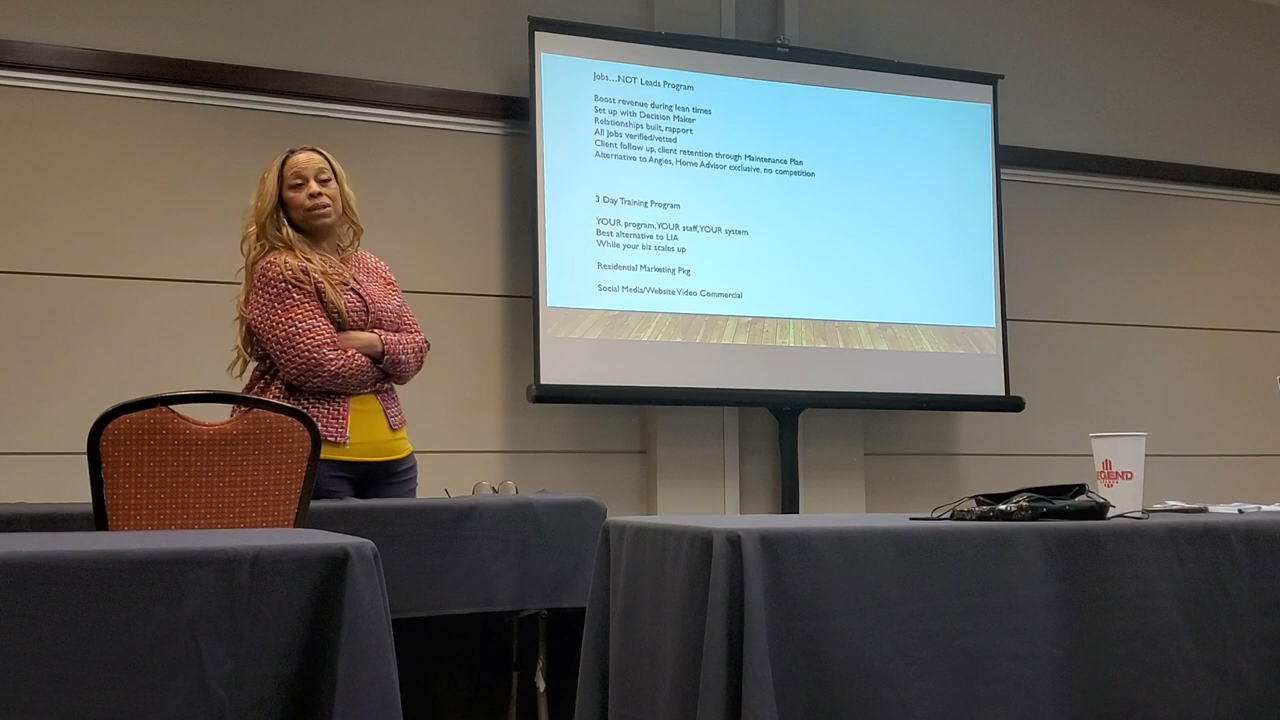 Jobs...NOT Leads Program
Boost revenue during lean times
Set up with Decision Maker
Relationships built, rapport
All jobs verified/vetted
Client follow up, client retention through Maintenance Plan
Alternative to Angies, Home Advisor exclusive, no competition
3 Day Training Program
YOUR program, YOUR staff, YOUR system
Best alternative to LIA
While your biz scales up
Residential Marketing Pkg
Social Media/Website Video Commercial
EGEND